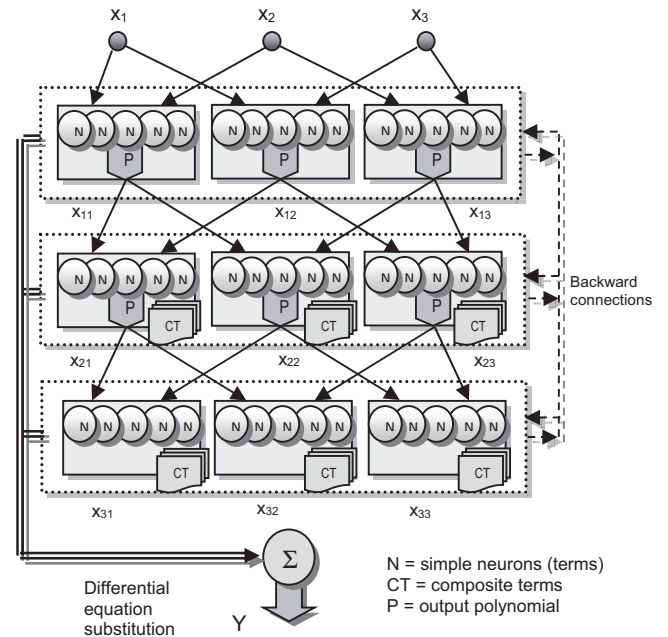 x1 x2 x3
N N N N N N N N N N N N N N N
P P P
x11 x12 x13
N N N N N N N N N N N N N N N
P P P
CT CT CT
Backward
connections
x21 x22 x23
N N N N N N N N N N N N N N N
CT CT CT
x31 x32 x33
Σ
N = simple neurons (terms)
CT = composite terms
P = output polynomial
Differential
equation
substitution
Y